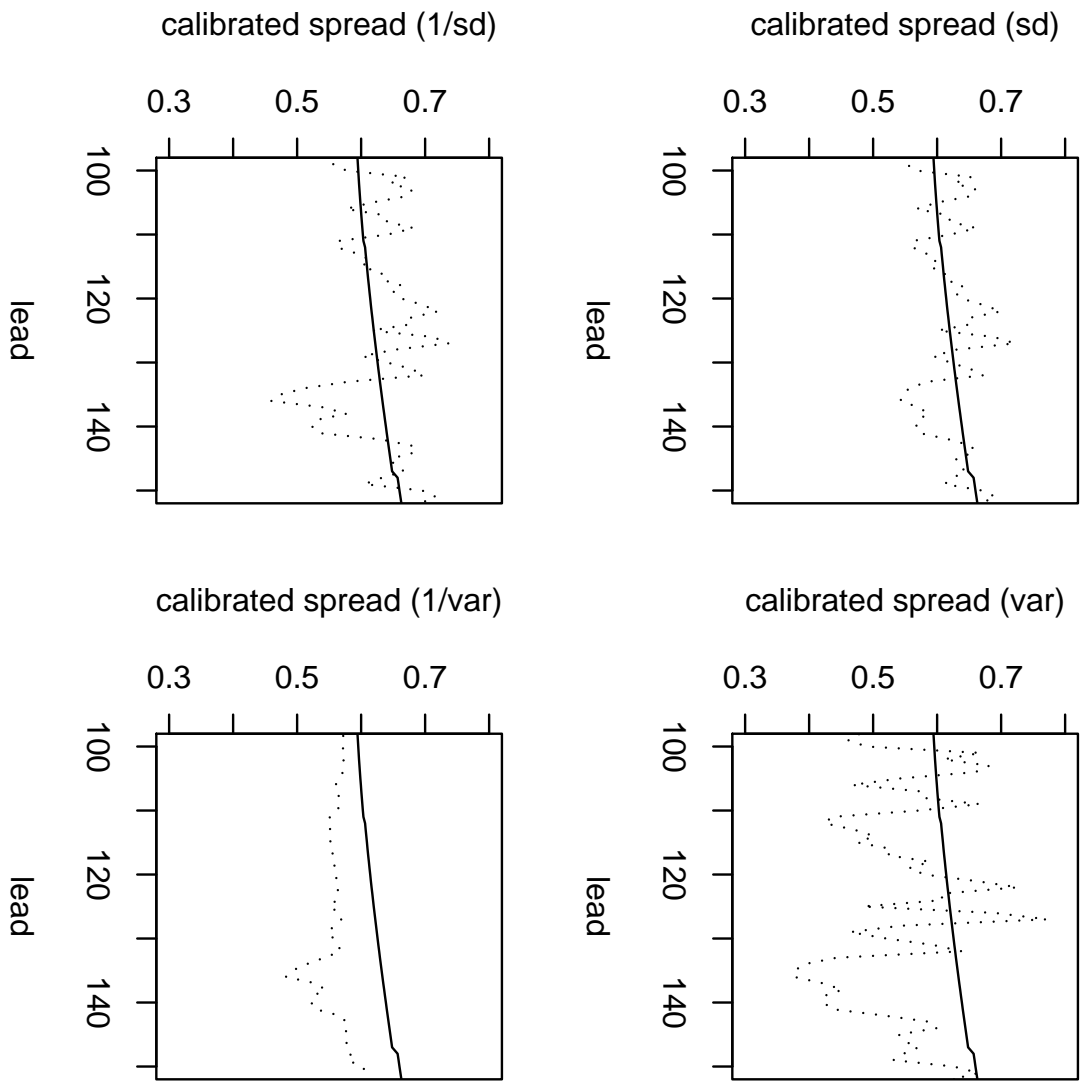 calibrated spread (1/sd)
0.3 0.5 0.7
100
120
140
lead
calibrated spread (sd)
0.3 0.5 0.7
100
120
140
lead
calibrated spread (1/var)
0.3 0.5 0.7
100
120
140
lead
calibrated spread (var)
0.3 0.5 0.7
100
120
140
lead